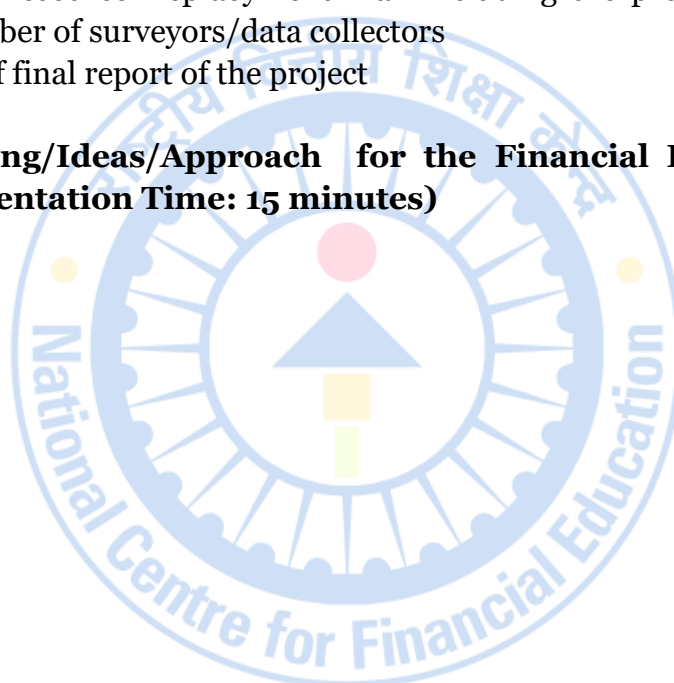 ber of surveyors/data collectors
f final report of the project
ng/Ideas/Approach for the Financial
entation Time: 15 minutes)
राष्ट्रीय वित्तीय शिक्षा केन्द्र
National Centre for Financial Education